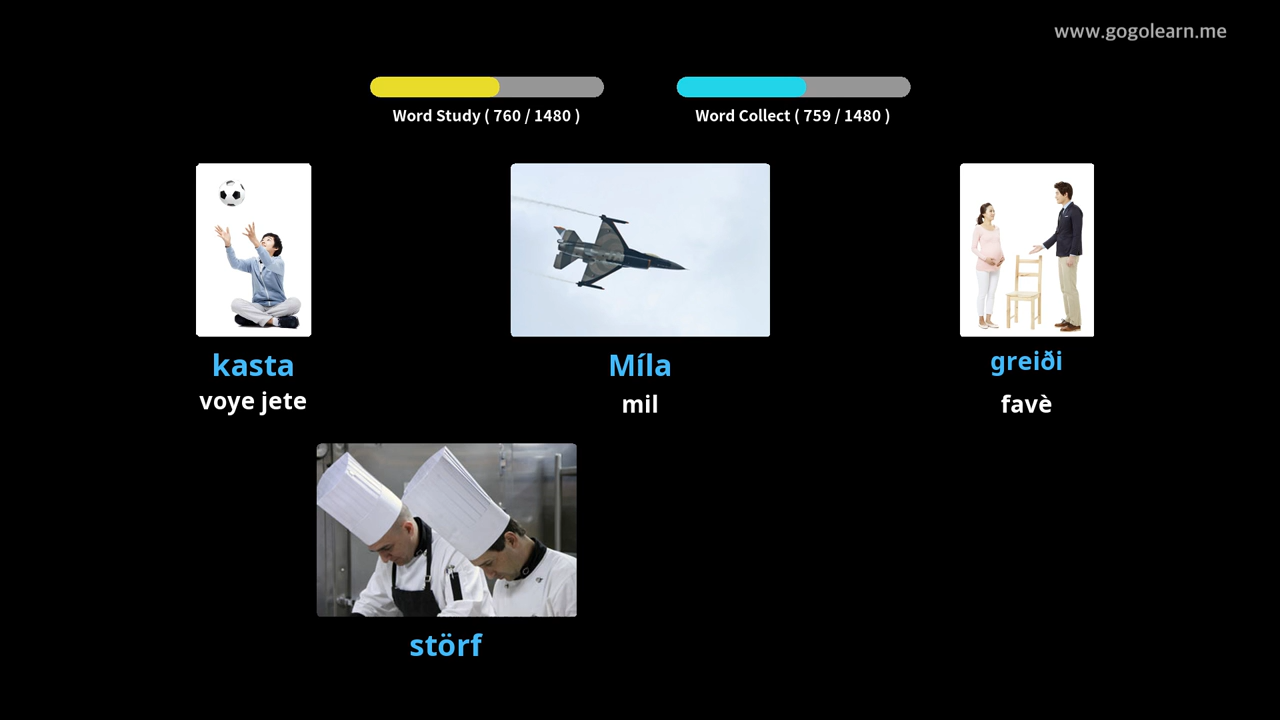 www.gogolearn.me
Word Study ( 760 / 1480 )
Word Collect ( 759 / 1480 )
kasta
voye jete
Míla
mil
greiði
favè
störf